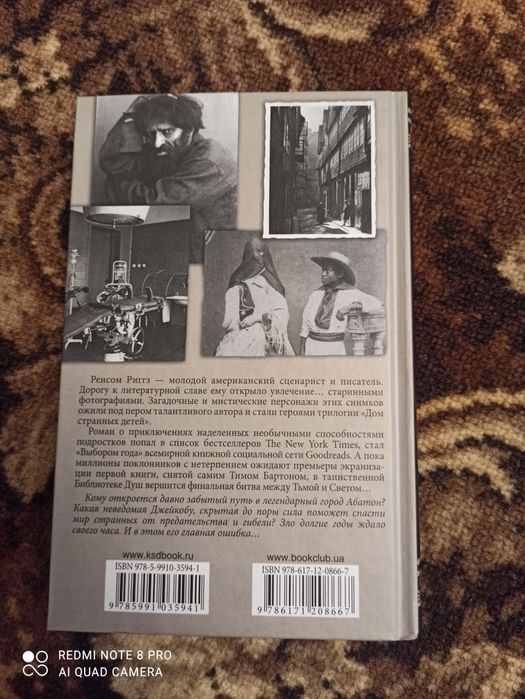 Ренсом Риггз — молодой американский сценарист и писатель.
Дорогу к литературной славе ему открыло увлечение… старинными
фотографиями. Загадочные и мистические персонажи этих снимков
ожили под пером талантливого автора и стали героями трилогии «Дом
странных детей».
Роман о приключениях наделенных необычными способностями
подростков попал в список бестселлеров The New York Times, стал
«Выбором года» всемирной книжной социальной сети Goodreads. А пока
миллионы поклонников с нетерпением ожидают премьеры экраниза-
ции первой книги, снятой самим Тимом Бартоном, в таинственной
Библиотеке Душ вершится финальная битва между Тьмой и Светом…
Кому откроется давно забытый путь в легендарный город Абатон?
Какая неведомая Джейкобу, скрытая до поры сила поможет спасти
мир странных от предательства и гибели? Зло долгие годы ждало
своего часа. И в этом его главная ошибка…
www.ksdbook.ru
www.bookclub.ua
ISBN 978-5-9910-3594-1
ISBN 978-617-12-0866-7
9 785991 035941
9 786171 208667
REDMI NOTE 8 PRO
AI QUAD CAMERA